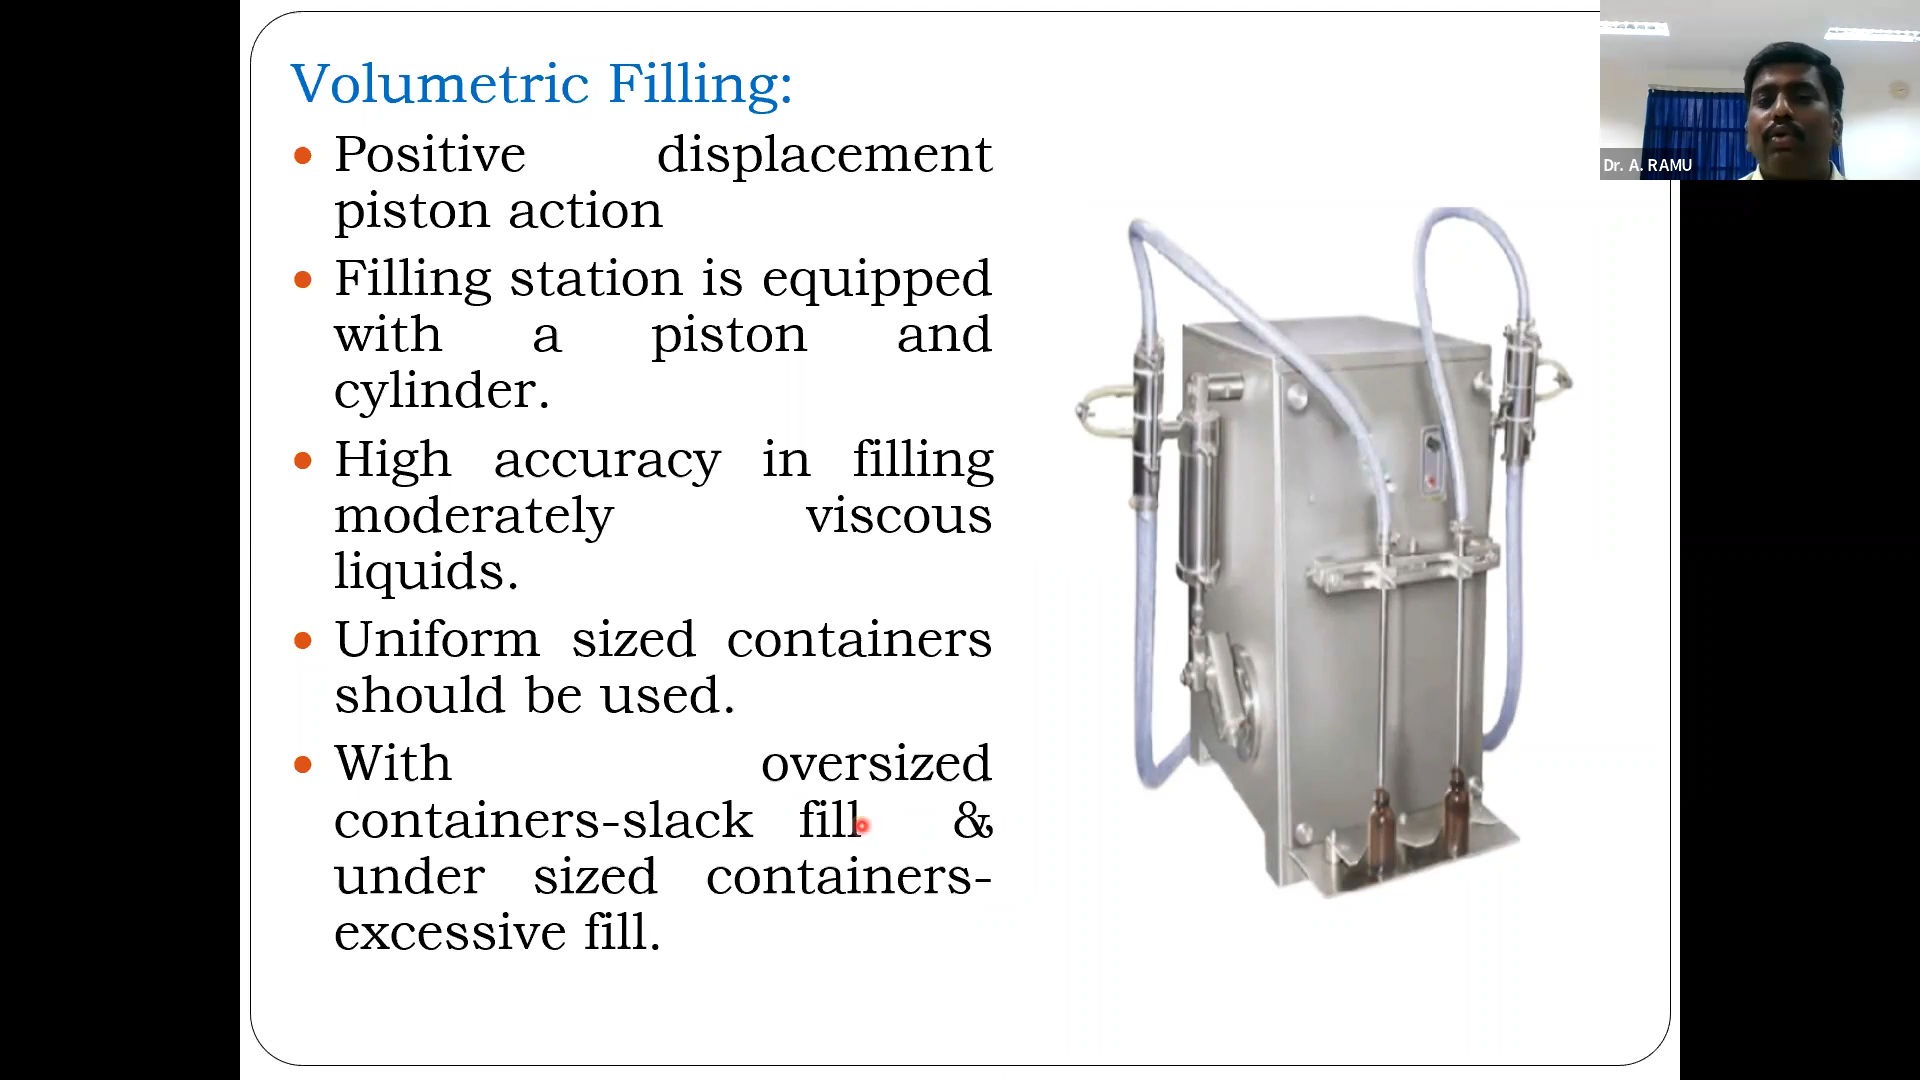 Volumetric Filling:
• Positive displacement
piston action
• Filling station is equipped
with a piston and
cylinder.
• High accuracy in filling
moderately viscous
liquids.
• Uniform sized containers
should be used.
• With oversized
containers-slack fill &
under sized containers-
excessive fill.
Dr. A. RAMU